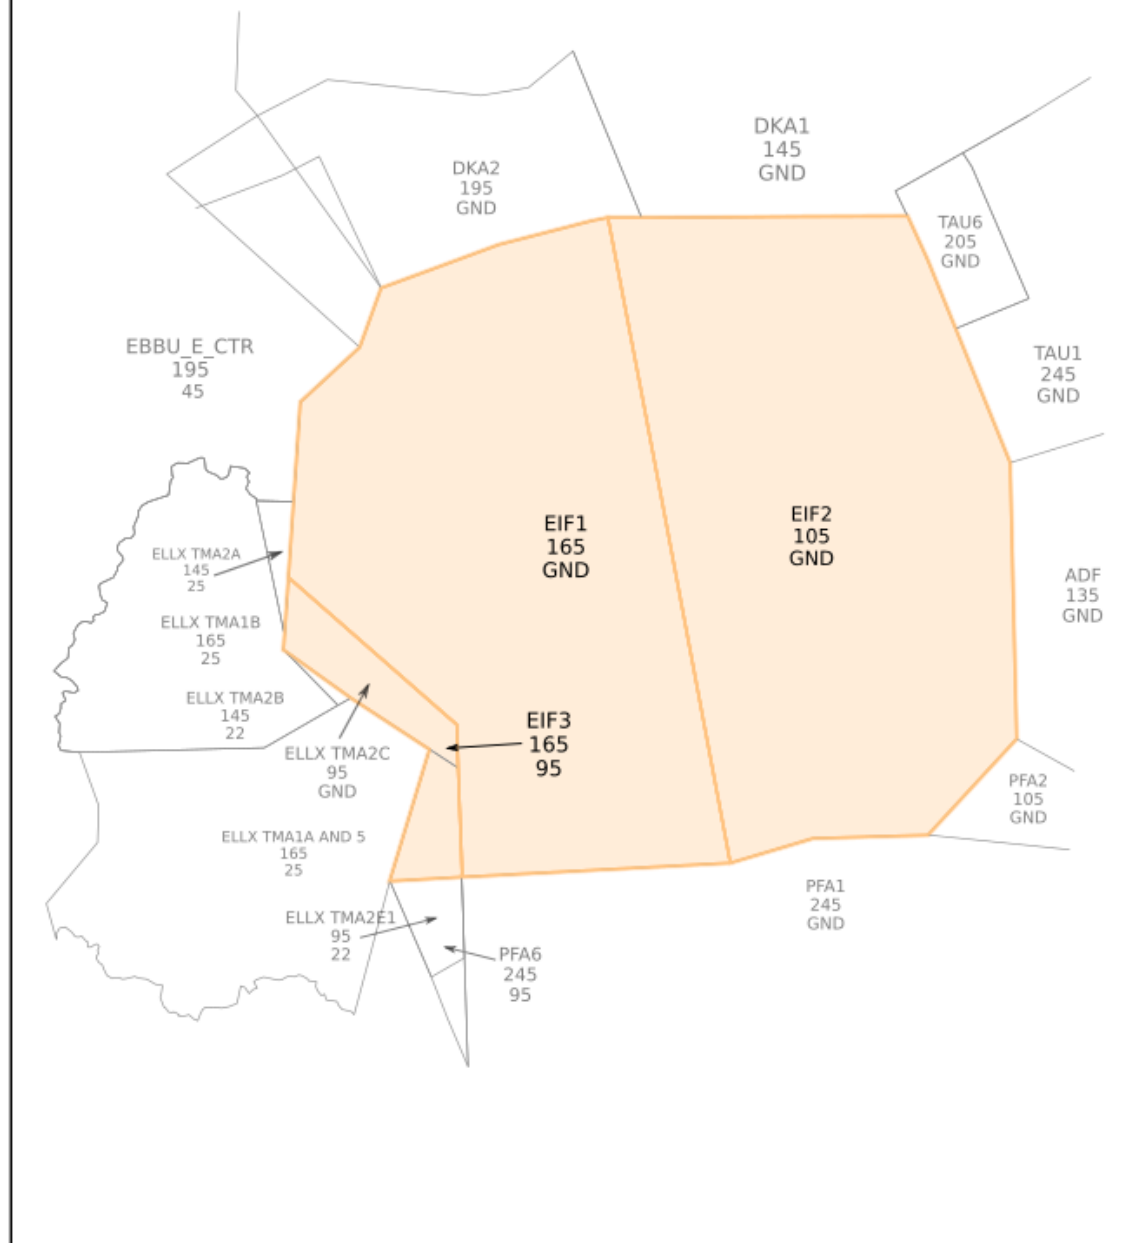 DKA1
145
GND
DKA2
195
GND
TAU6
205
GND
EBBU_E_CTR
195
45
TAU1
245
GND
EIF1
165
GND
EIF2
105
GND
ELLX TMA2A
145
25
ADF
135
GND
ELLX TMA1B
165
25
ELLX TMA2B
145
22
EIF3
165
95
ELLX TMA2C
95
GND
PFA2
105
GND
ELLX TMA1A AND 5
165
25
PFA1
245
GND
ELLX TMA2E1
95
22
PFA6
245
95